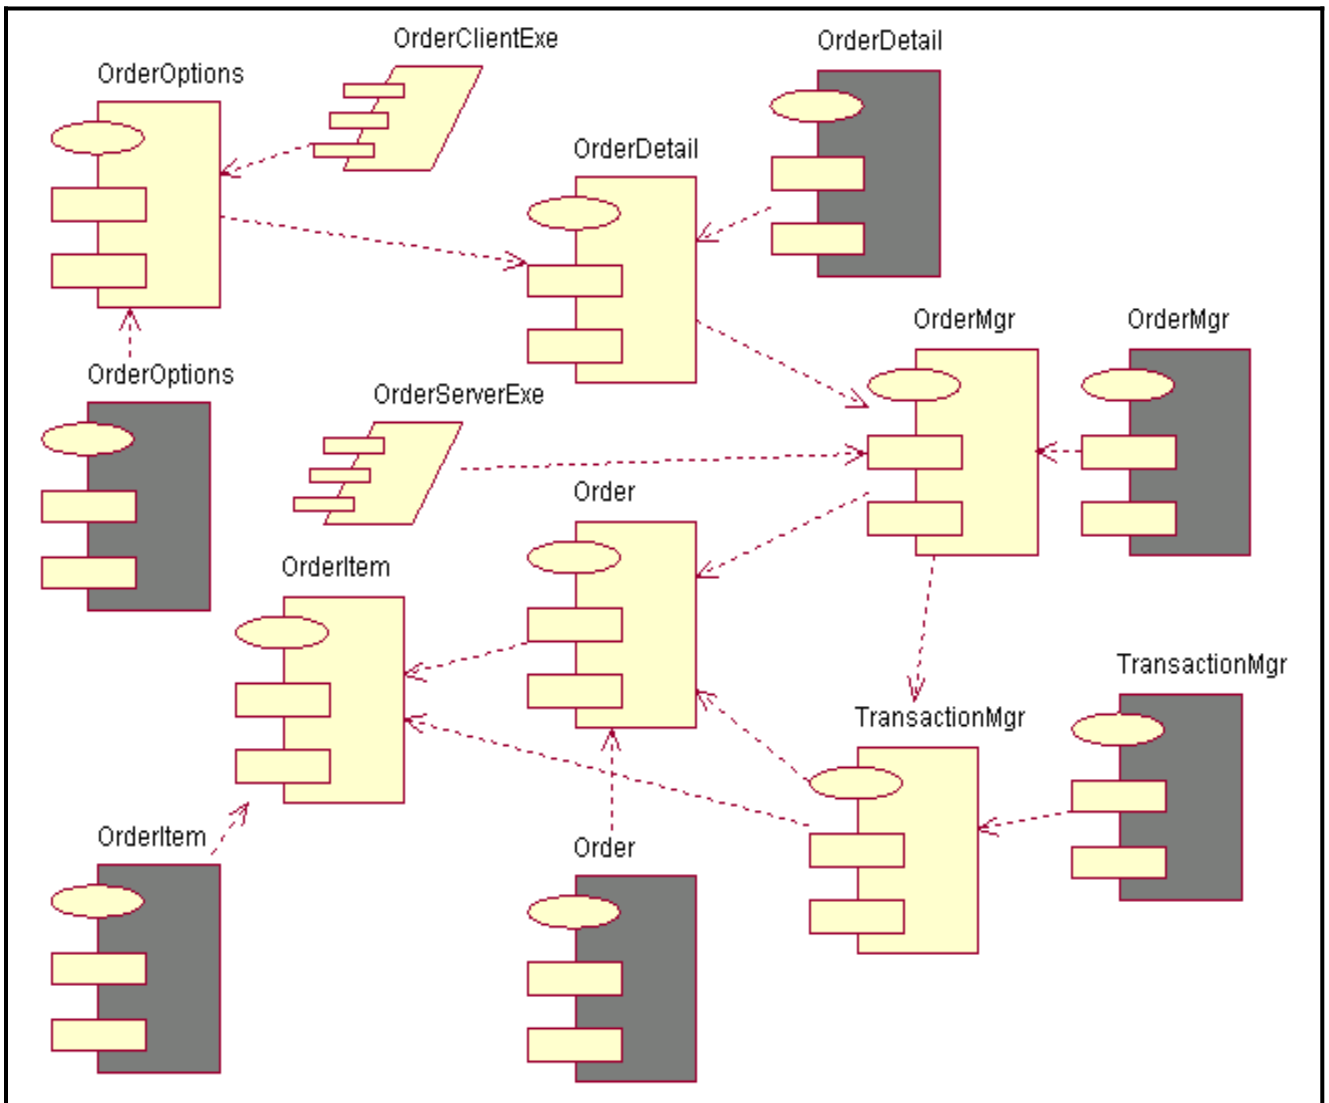 OrderClientExe
OrderDetail
OrderOptions
OrderDetail
OrderMgr
OrderMgr
OrderOptions
OrderServerExe
Order
OrderItem
TransactionMgr
TransactionMgr
OrderItem
Order